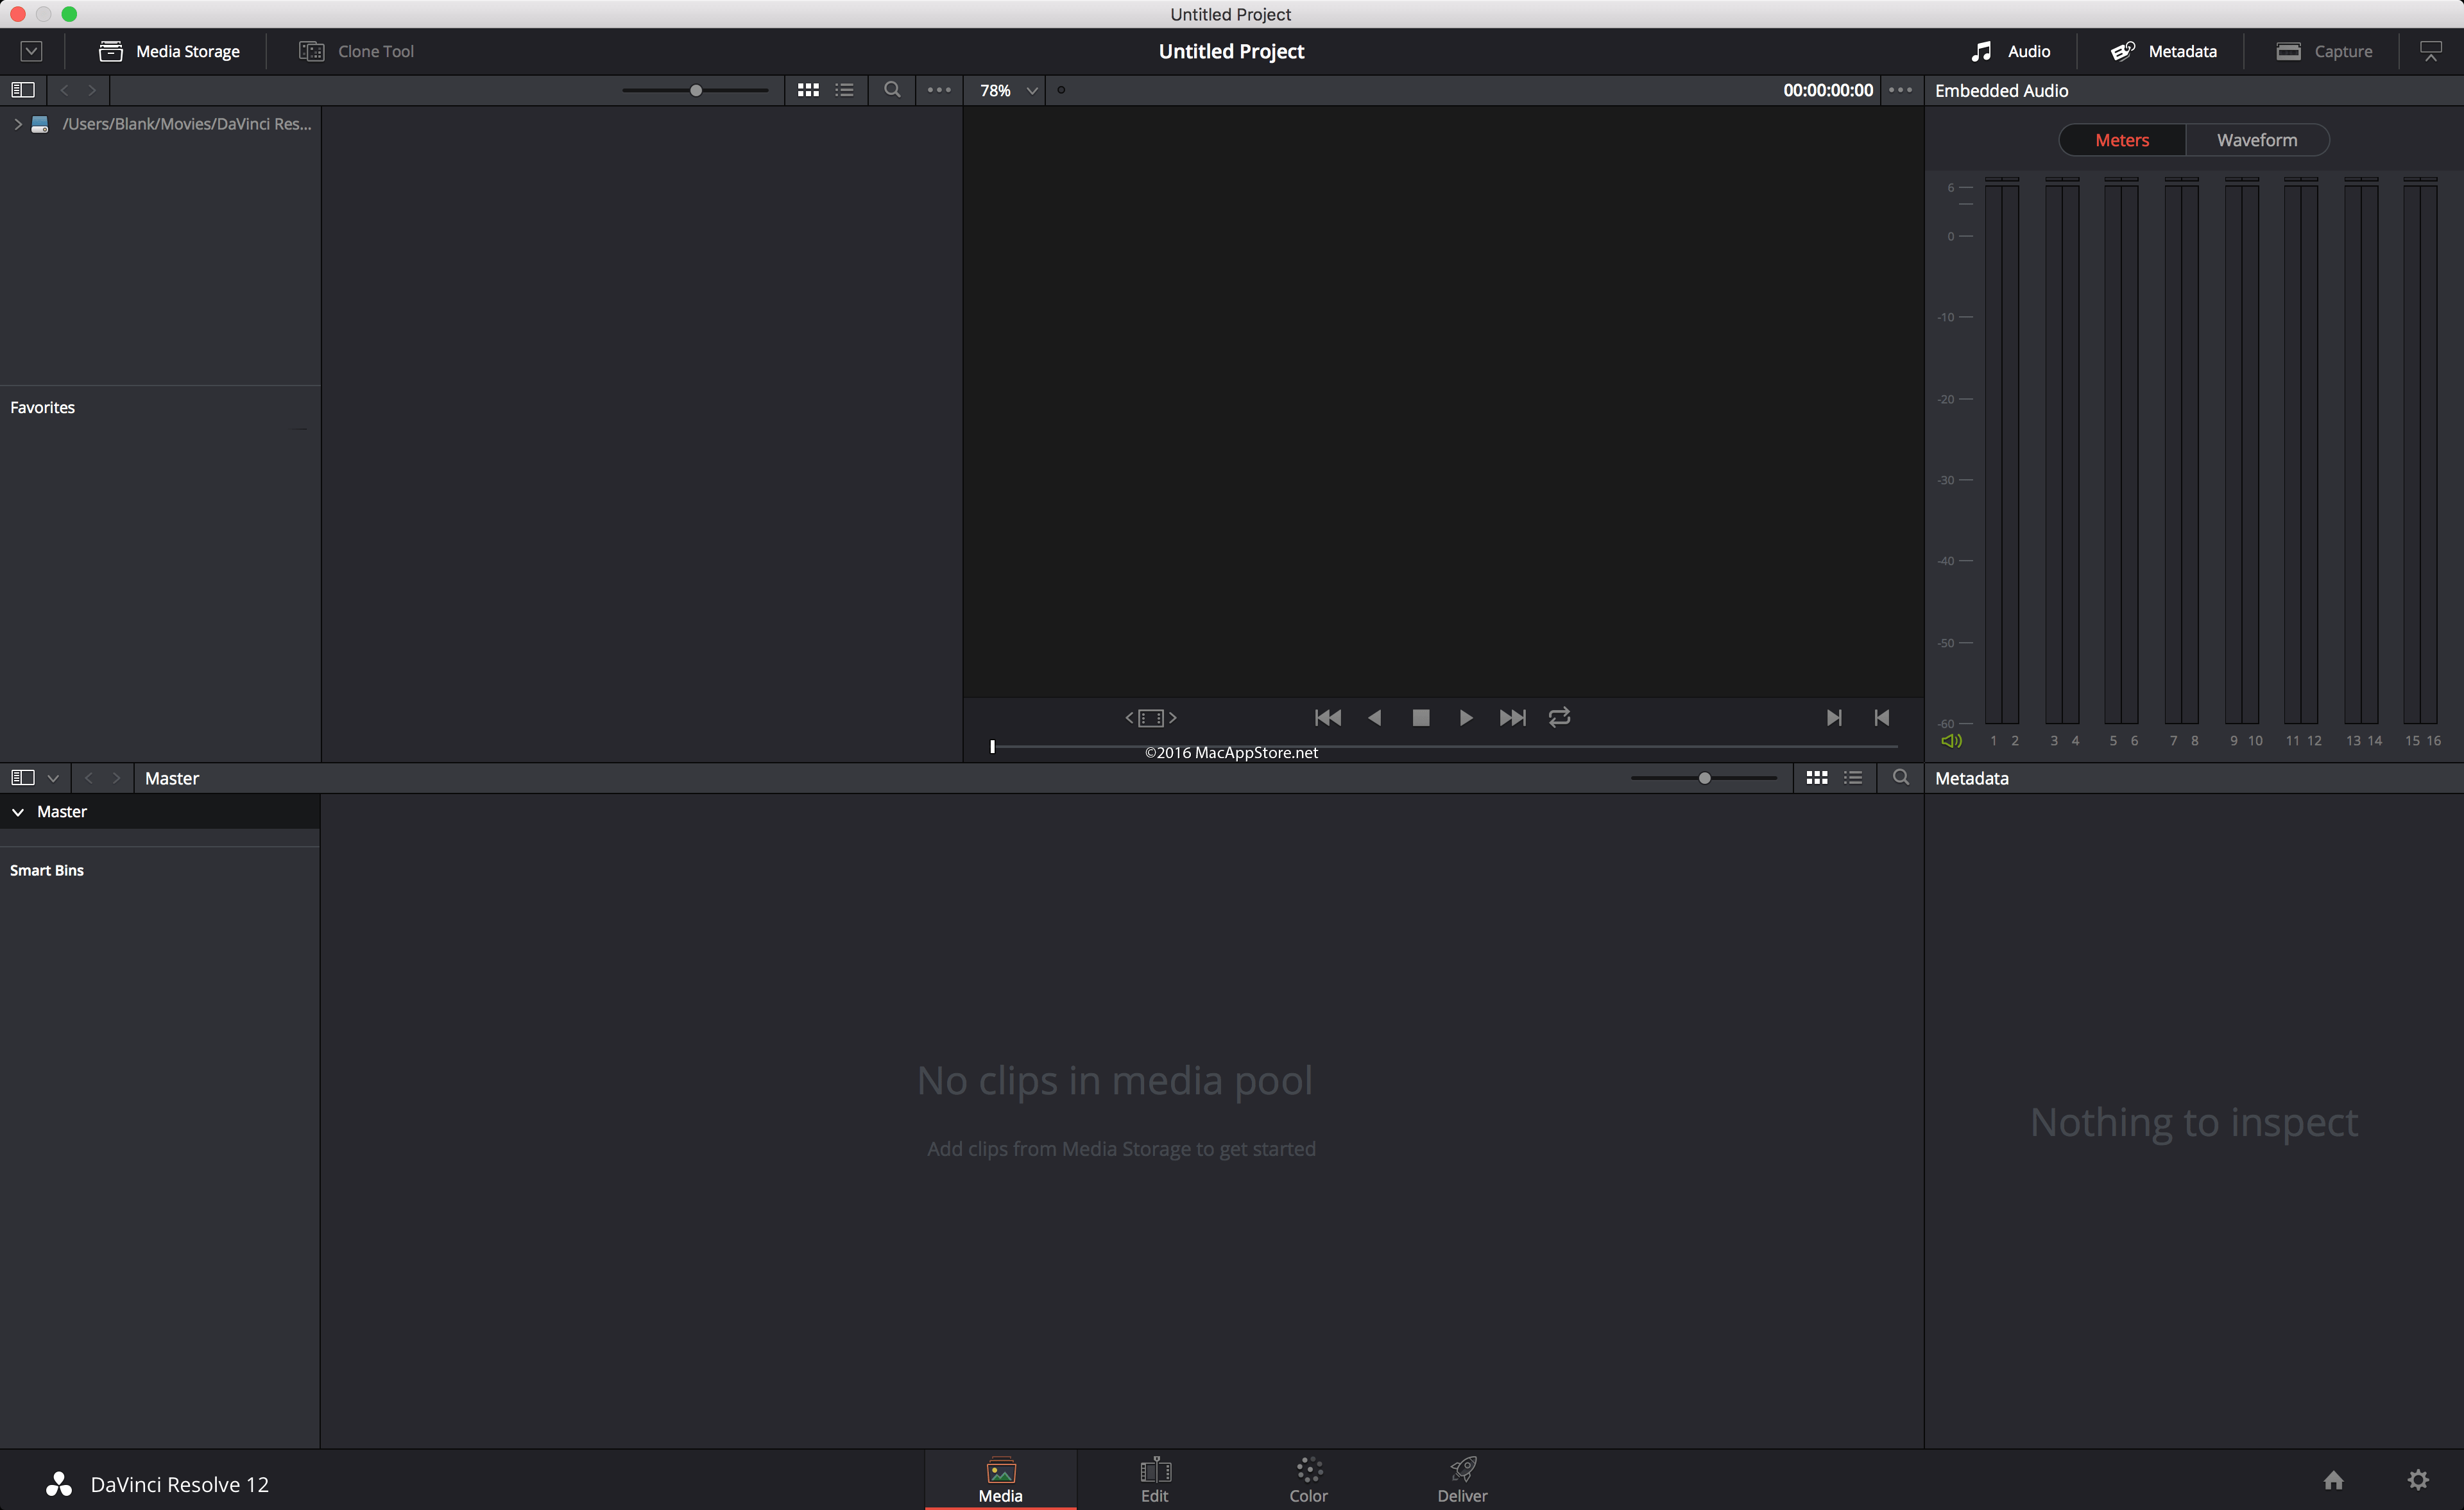 Untitled Project
Media Storage
Clone Tool
Untitled Project
Audio
Metadata
Capture
78%
00:00:00:00
Embedded Audio
/Users/Blank/Movies/DaVinci Res...
Meters
Waveform
6
0
-10
-20
-30
-40
-50
-60
1 2 3 4 5 6 7 8 9 10 11 12 13 14 15 16
Favorites
©2016 MacAppStore.net
Master
Metadata
Master
Smart Bins
No clips in media pool
Add clips from Media Storage to get started
Nothing to inspect
DaVinci Resolve 12
Media
Edit
Color
Deliver